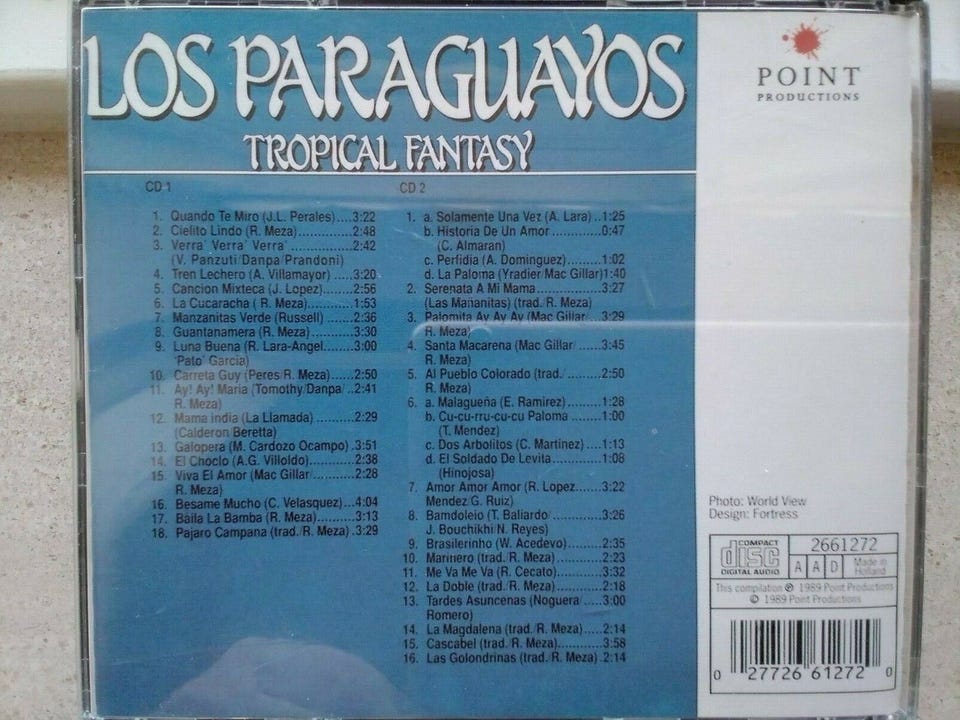 LOS PARAGUAYOS
TROPICAL FANTASY
POINT
PRODUCTIONS
CD 1
1. Quando Te Miro (J.L. Perales)....3:22
2. Cielito Lindo (R. Meza)..............2:48
3. Verra' Verra' Verra' ................2:42
(V. Panzuti/Danpa/Prandoni)
4. Tren Lechero (A. Villamayor) ....3:20
5. Cancion Mixteca (J. Lopez)......2:56
6. La Cucaracha ( R. Meza)..........1:53
7. Manzanitas Verde (Russell) ......2:36
8. Guantanamera (R. Meza).........3:30
9. Luna Buena (R. Lara-Angel.......3:00
'Pato' Garcia)
10. Carreta Guy (Peres/R. Meza)....2:50
11. Ay! Ay! Maria (Tomothy/Danpa/ ..2:41
R. Meza)
12. Mama india (La Llamada) ........2:29
(Calderon Beretta)
13. Galopera (M. Cardozo Ocampo) .3:51
14. El Choclo (A.G. Villoldo)...........2:38
15. Viva El Amor (Mac Gillar/..........2:28
R. Meza)
16. Besame Mucho (C. Velasquez)...4:04
17. Baila La Bamba (R. Meza)........3:13
18. Pajaro Campana (trad./R. Meza) .3:29
CD 2
1. a. Solamente Una Vez (A. Lara) ..1:25
b. Historia De Un Amor ............0:47
(C. Almaran)
c. Perfidia (A. Dominguez)........1:02
d. La Paloma (Yradier/Mac Gillar)1:40
2. Serenata A Mi Mama ..............3:27
(Las Mañanitas) (trad./R. Meza)
3. Palomita Ay Ay Ay (Mac Gillar/ ...3:29
R. Meza)
4. Santa Macarena (Mac Gillar/ .....3:45
R. Meza)
5. Al Pueblo Colorado (trad./ ........2:50
R. Meza)
6. a. Malagueña (E. Ramirez) ........1:28
b. Cu-cu-rru-cu-cu Paloma ........1:00
(T. Mendez)
c. Dos Arbolitos (C. Martinez) ....1:13
d. El Soldado De Levita............1:08
(Hinojosa)
7. Amor Amor Amor (R. Lopez......3:22
Mendez/G. Ruiz)
8. Bamdoleio (T. Baliardo/............3:26
J. Bouchikhi N. Reyes)
9. Brasilerinho (W. Acedevo).........2:35
10. Marinero (trad./R. Meza) .........2:23
11. Me Va Me Va (R. Cecato).........3:32
12. La Doble (trad./R. Meza) .........2:18
13. Tardes Asuncenas (Noguera/.....3:00
Romero)
14. La Magdalena (trad./R. Meza).....2:14
15. Cascabel (trad./R. Meza).........3:58
16. Las Golondrinas (trad./R. Meza) .2:14
Photo: World View
Design: Fortress
COMPACT
disc
DIGITAL AUDIO
2661272
A A D
Made in
Holland
This compilation ℗ 1989 Point Productions
© 1989 Point Productions
0 27726 61272 0